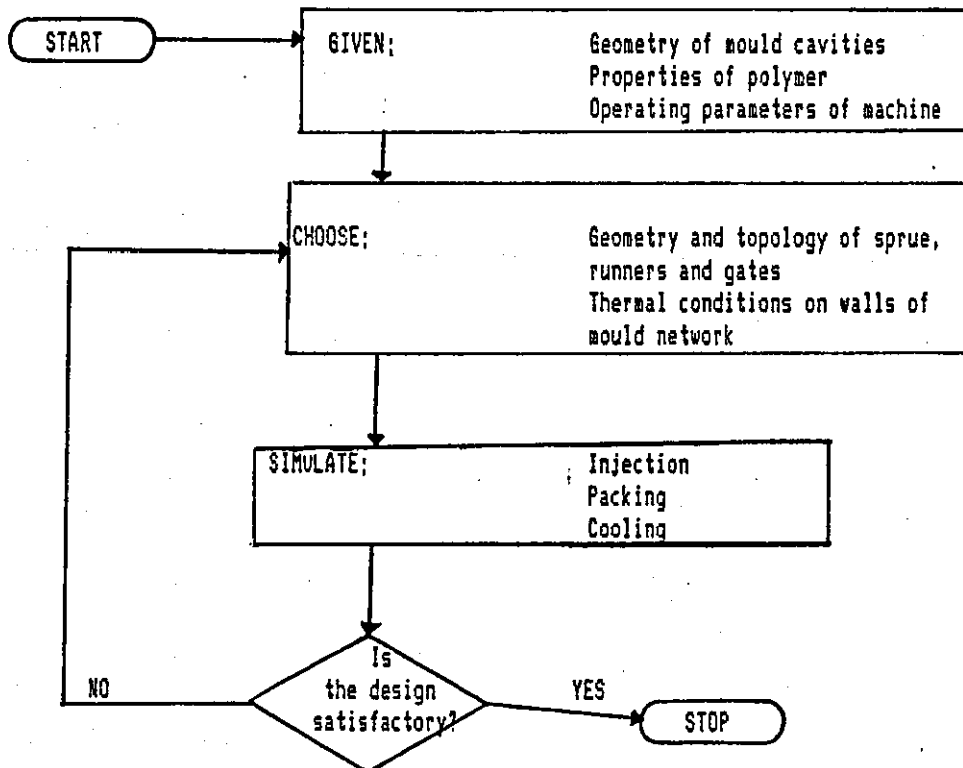 START
GIVEN;
Geometry of mould cavities
Properties of polymer
Operating parameters of machine
CHOOSE;
Geometry and topology of sprue,
runners and gates
Thermal conditions on walls of
mould network
SIMULATE;
Injection
Packing
Cooling
Is
the design
satisfactory?
NO
YES
STOP